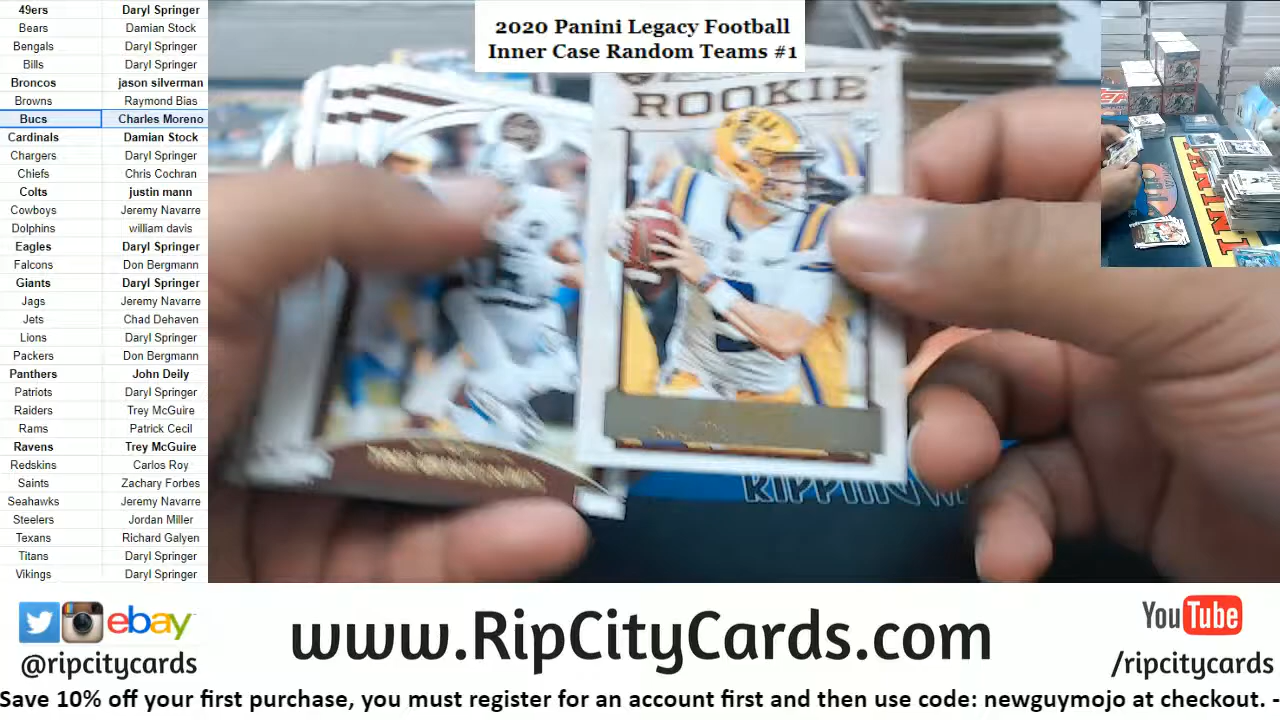 2020 Panini Legacy Football
Inner Case Random Teams #1
49ers Daryl Springer
Bears Damian Stock
Bengals Daryl Springer
Bills Daryl Springer
Broncos jason silverman
Browns Raymond Bias
Bucs Charles Moreno
Cardinals Damian Stock
Chargers Daryl Springer
Chiefs Chris Cochran
Colts justin mann
Cowboys Jeremy Navarre
Dolphins william davis
Eagles Daryl Springer
Falcons Don Bergmann
Giants Daryl Springer
Jags Jeremy Navarre
Jets Chad Dehaven
Lions Daryl Springer
Packers Don Bergmann
Panthers John Deily
Patriots Daryl Springer
Raiders Trey McGuire
Rams Patrick Cecil
Ravens Trey McGuire
Redskins Carlos Roy
Saints Zachary Forbes
Seahawks Jeremy Navarre
Steelers Jordan Miller
Texans Richard Galyen
Titans Daryl Springer
Vikings Daryl Springer
ROOKIE
PANINI
ebay
@ripcitycards
www.RipCityCards.com
YouTube
/ripcitycards
Save 10% off your first purchase, you must register for an account first and then use code: newguymojo at checkout. -